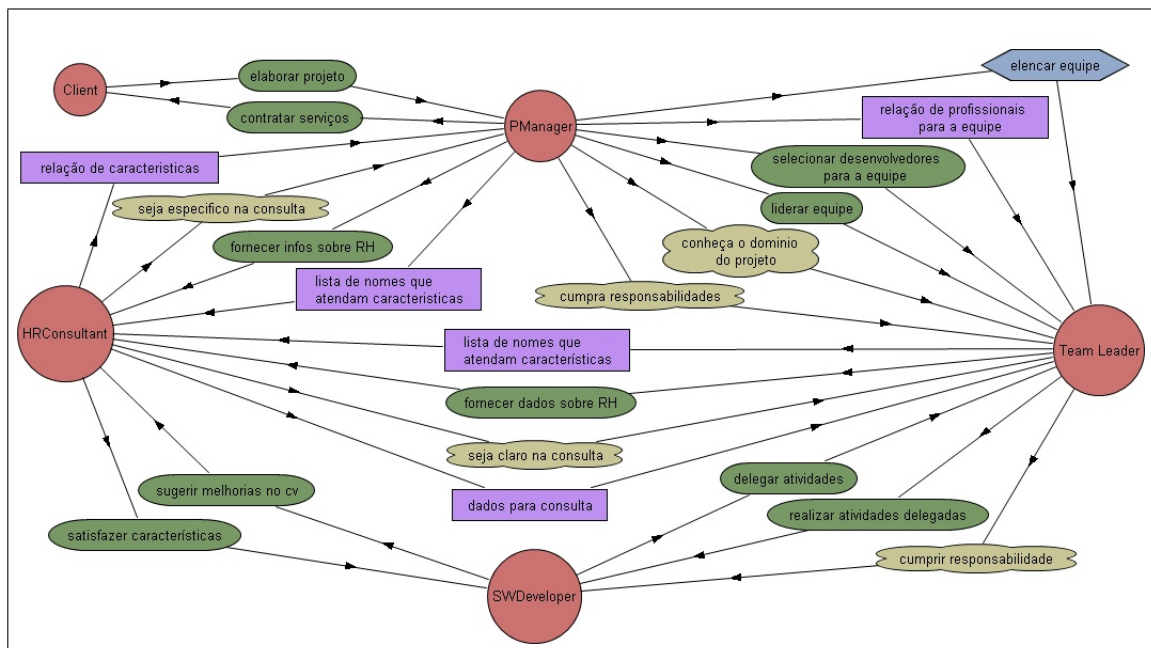 elencar equipe
elaborar projeto
Client
relação de profissionais
para a equipe
contratar serviços
PManager
selecionar desenvolvedores
para a equipe
relação de caracteristicas
seja especifico na consulta
liderar equipe
fornecer infos sobre RH
conheça o dominio
do projeto
lista de nomes que
atendam caracteristicas
cumpra responsabilidades
HRConsultant
lista de nomes que
atendam características
Team Leader
fornecer dados sobre RH
seja claro na consulta
delegar atividades
sugerir melhorias no cv
dados para consulta
realizar atividades delegadas
satisfazer características
cumprir responsabilidade
SWDeveloper